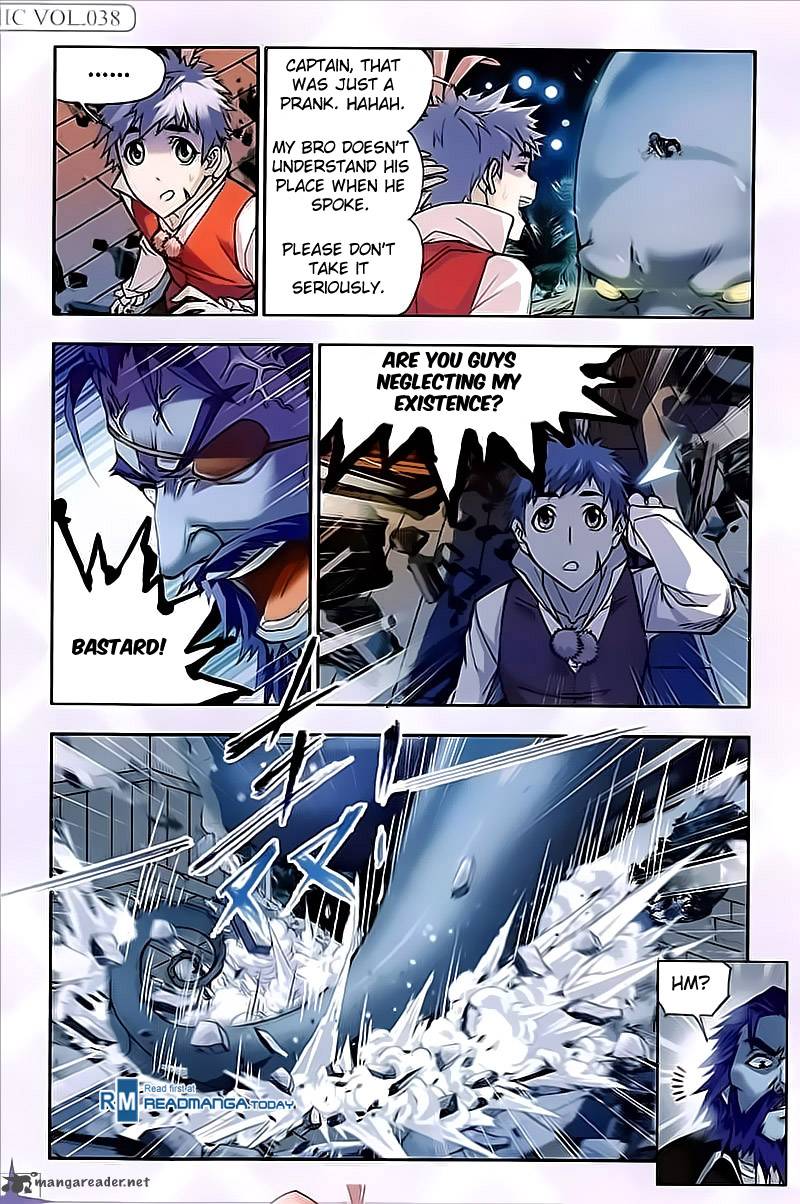 IC VOL.038
......
CAPTAIN, THAT
WAS JUST A
PRANK. HAHAH.
MY BRO DOESN'T
UNDERSTAND HIS
PLACE WHEN HE
SPOKE.
PLEASE DON'T
TAKE IT
SERIOUSLY.
BASTARD!
ARE YOU GUYS
NEGLECTING MY
EXISTENCE?
HM?
RM Read first at
READMANGA.TODAY
mangareader.net